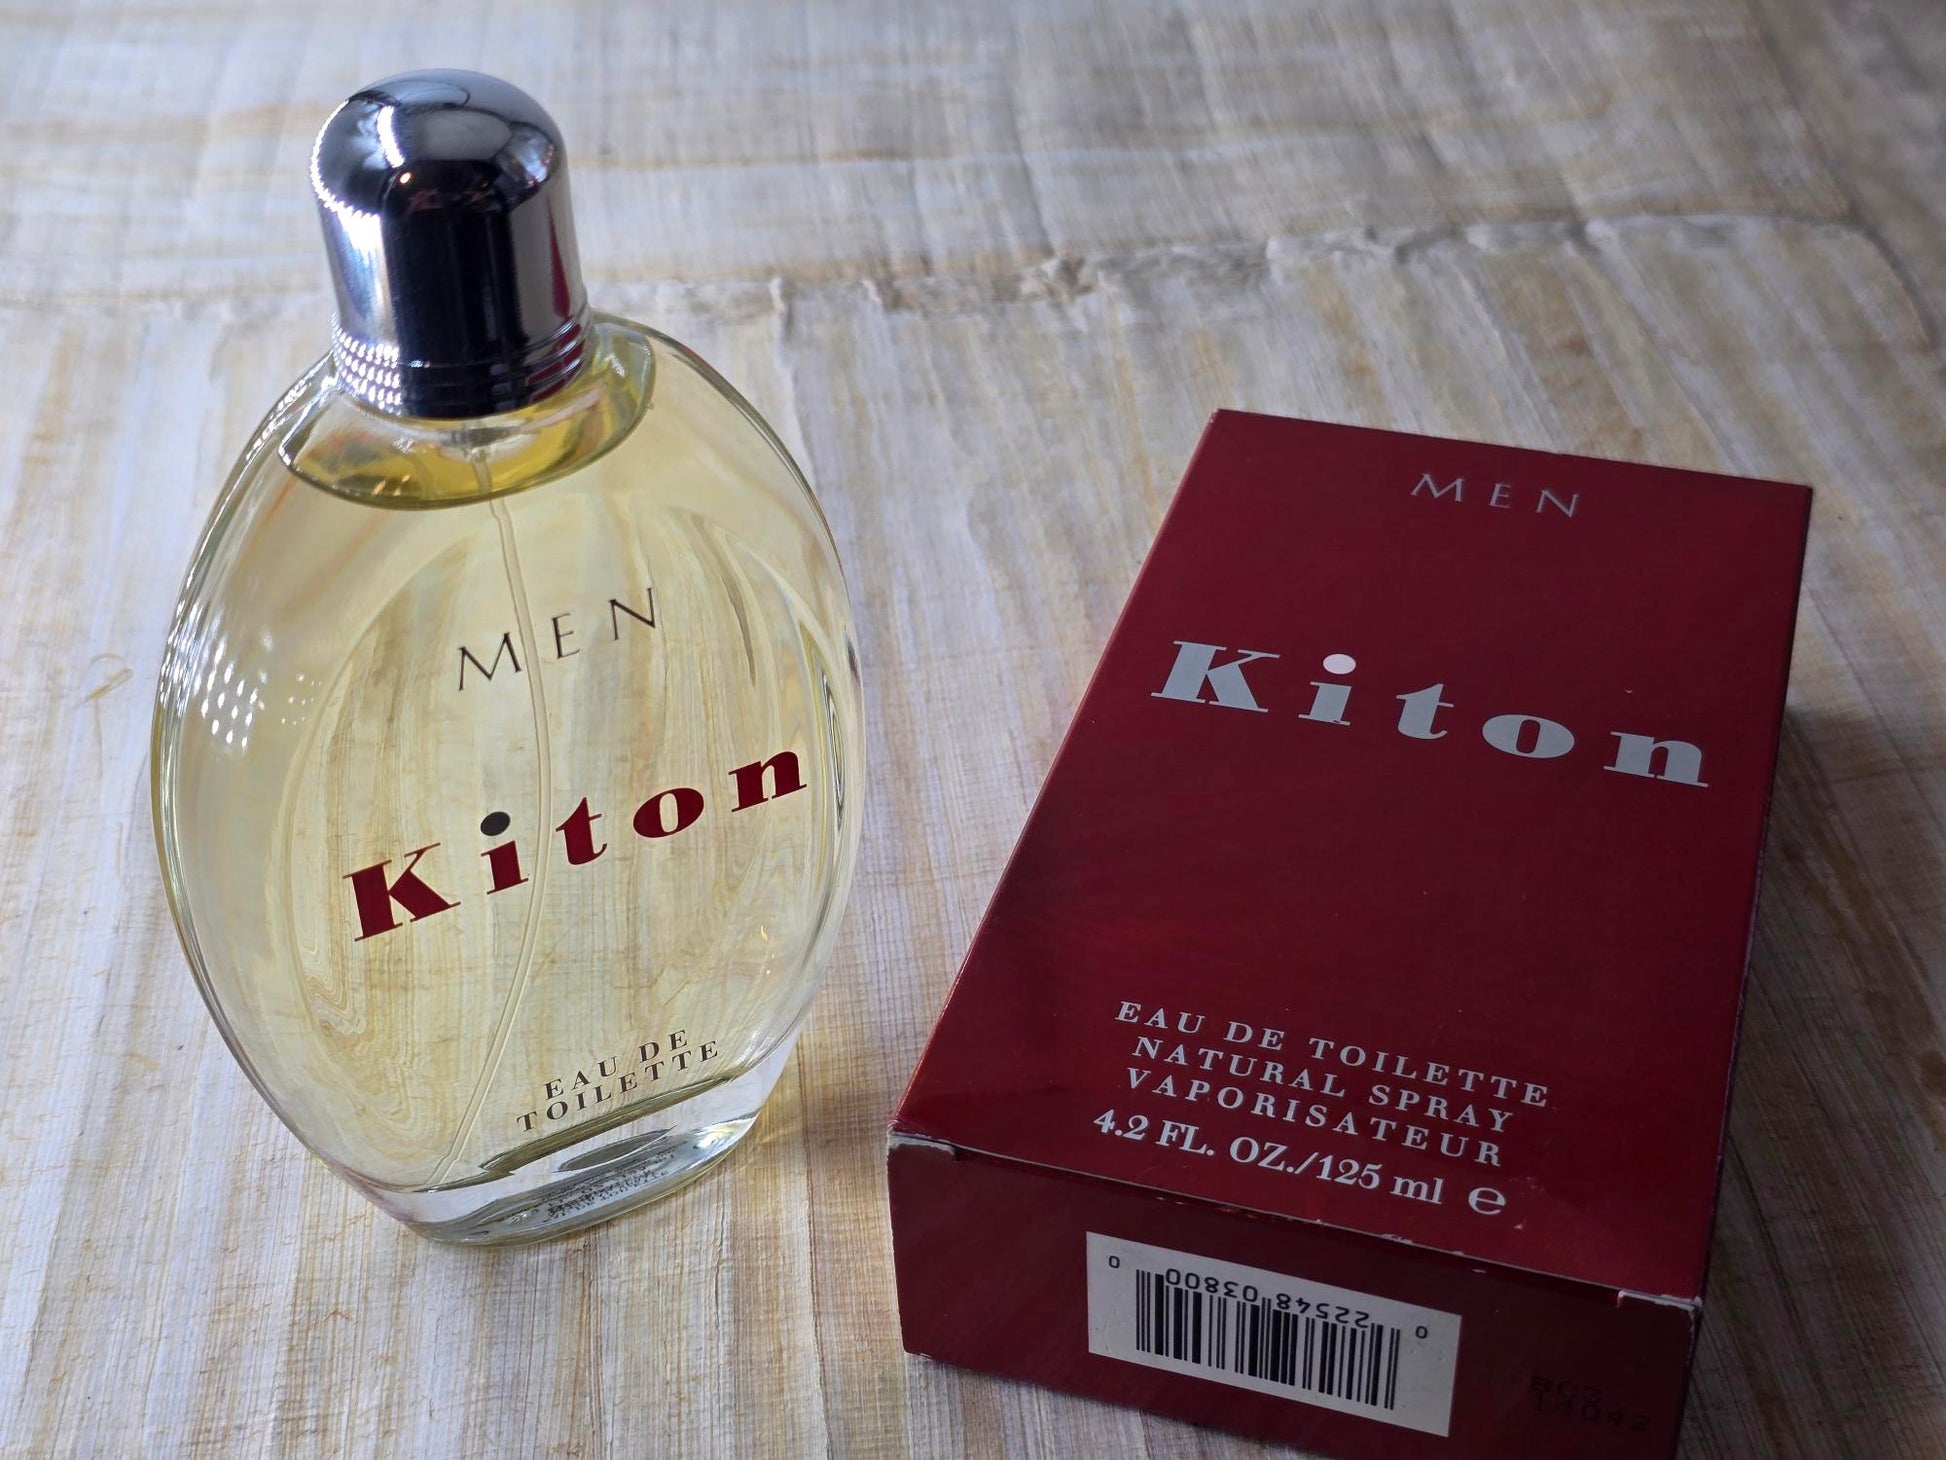 MEN
Kiton
EAU DE
TOILETTE
MEN
Kiton
EAU DE TOILETTE
NATURAL SPRAY
VAPORISATEUR
4.2 FL. OZ./125 ml e
0 22548 03800 0